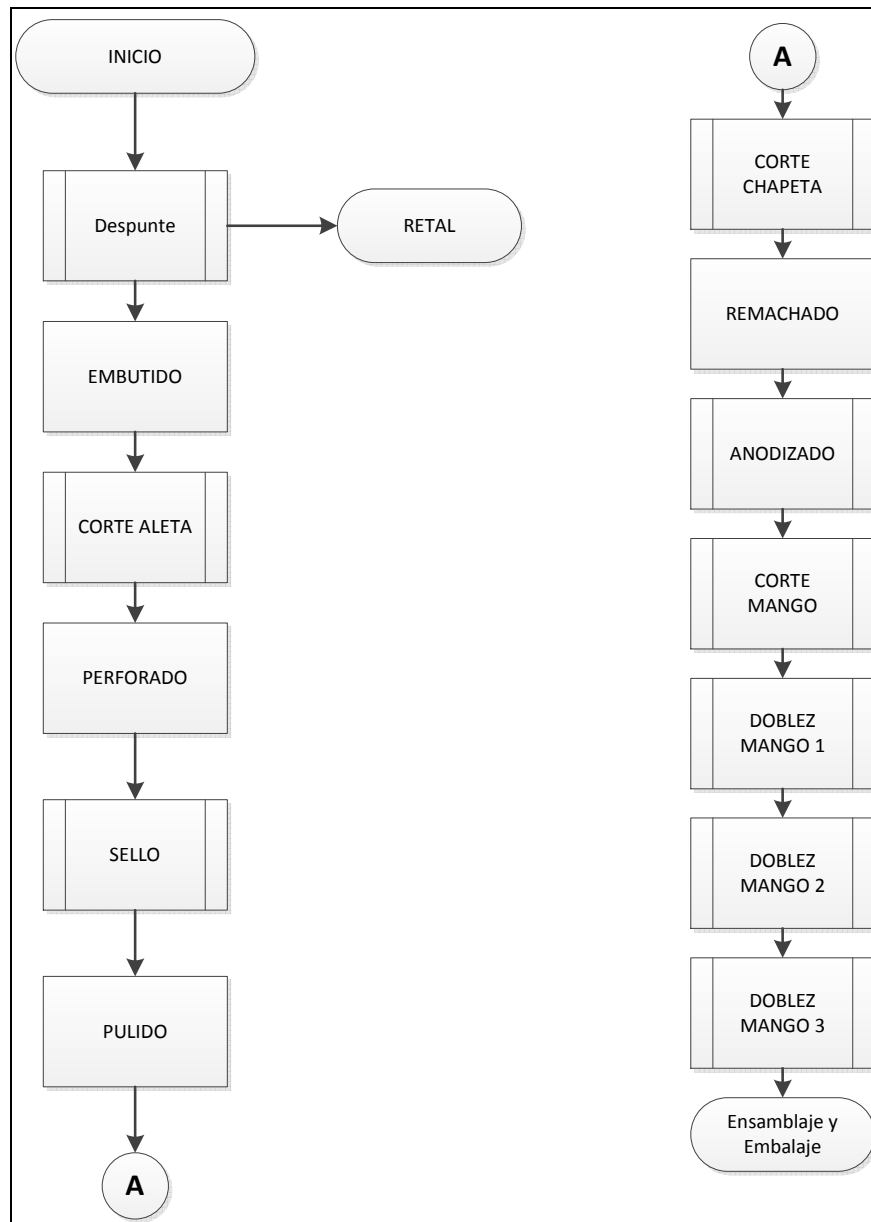 INICIO
Despunte
RETAL
EMBUTIDO
CORTE ALETA
PERFORADO
SELLO
PULIDO
A
A
CORTE
CHAPETA
REMACHADO
ANODIZADO
CORTE
MANGO
DOBLEZ
MANGO 1
DOBLEZ
MANGO 2
DOBLEZ
MANGO 3
Ensamblaje y
Embalaje